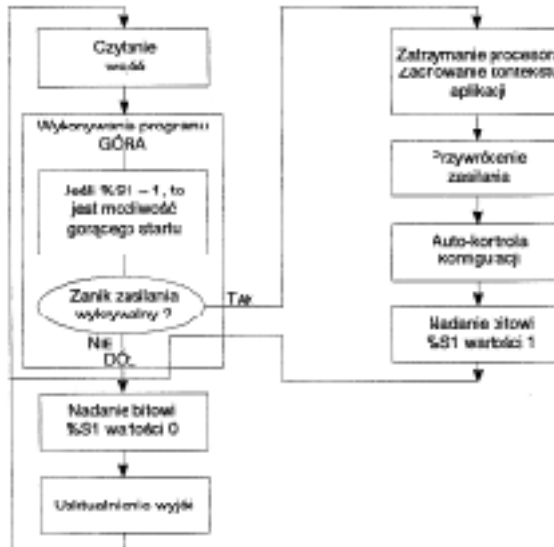 Czytanie
wejść
Wykonywanie programu
GÓRA
Jeśli %S1 = 1, to
jest możliwość
gorącego startu
Zanik zasilania
wykrywalny ?
TAK
NIE
DÓŁ
Nadanie bitowi
%S1 wartości 0
Uaktualnienie wyjść
Zatrzymanie procesora
Zachowanie kontekstu
aplikacji
Przywrócenie
zasilania
Auto-kontrola
konfiguracji
Nadanie bitowi
%S1 wartości 1